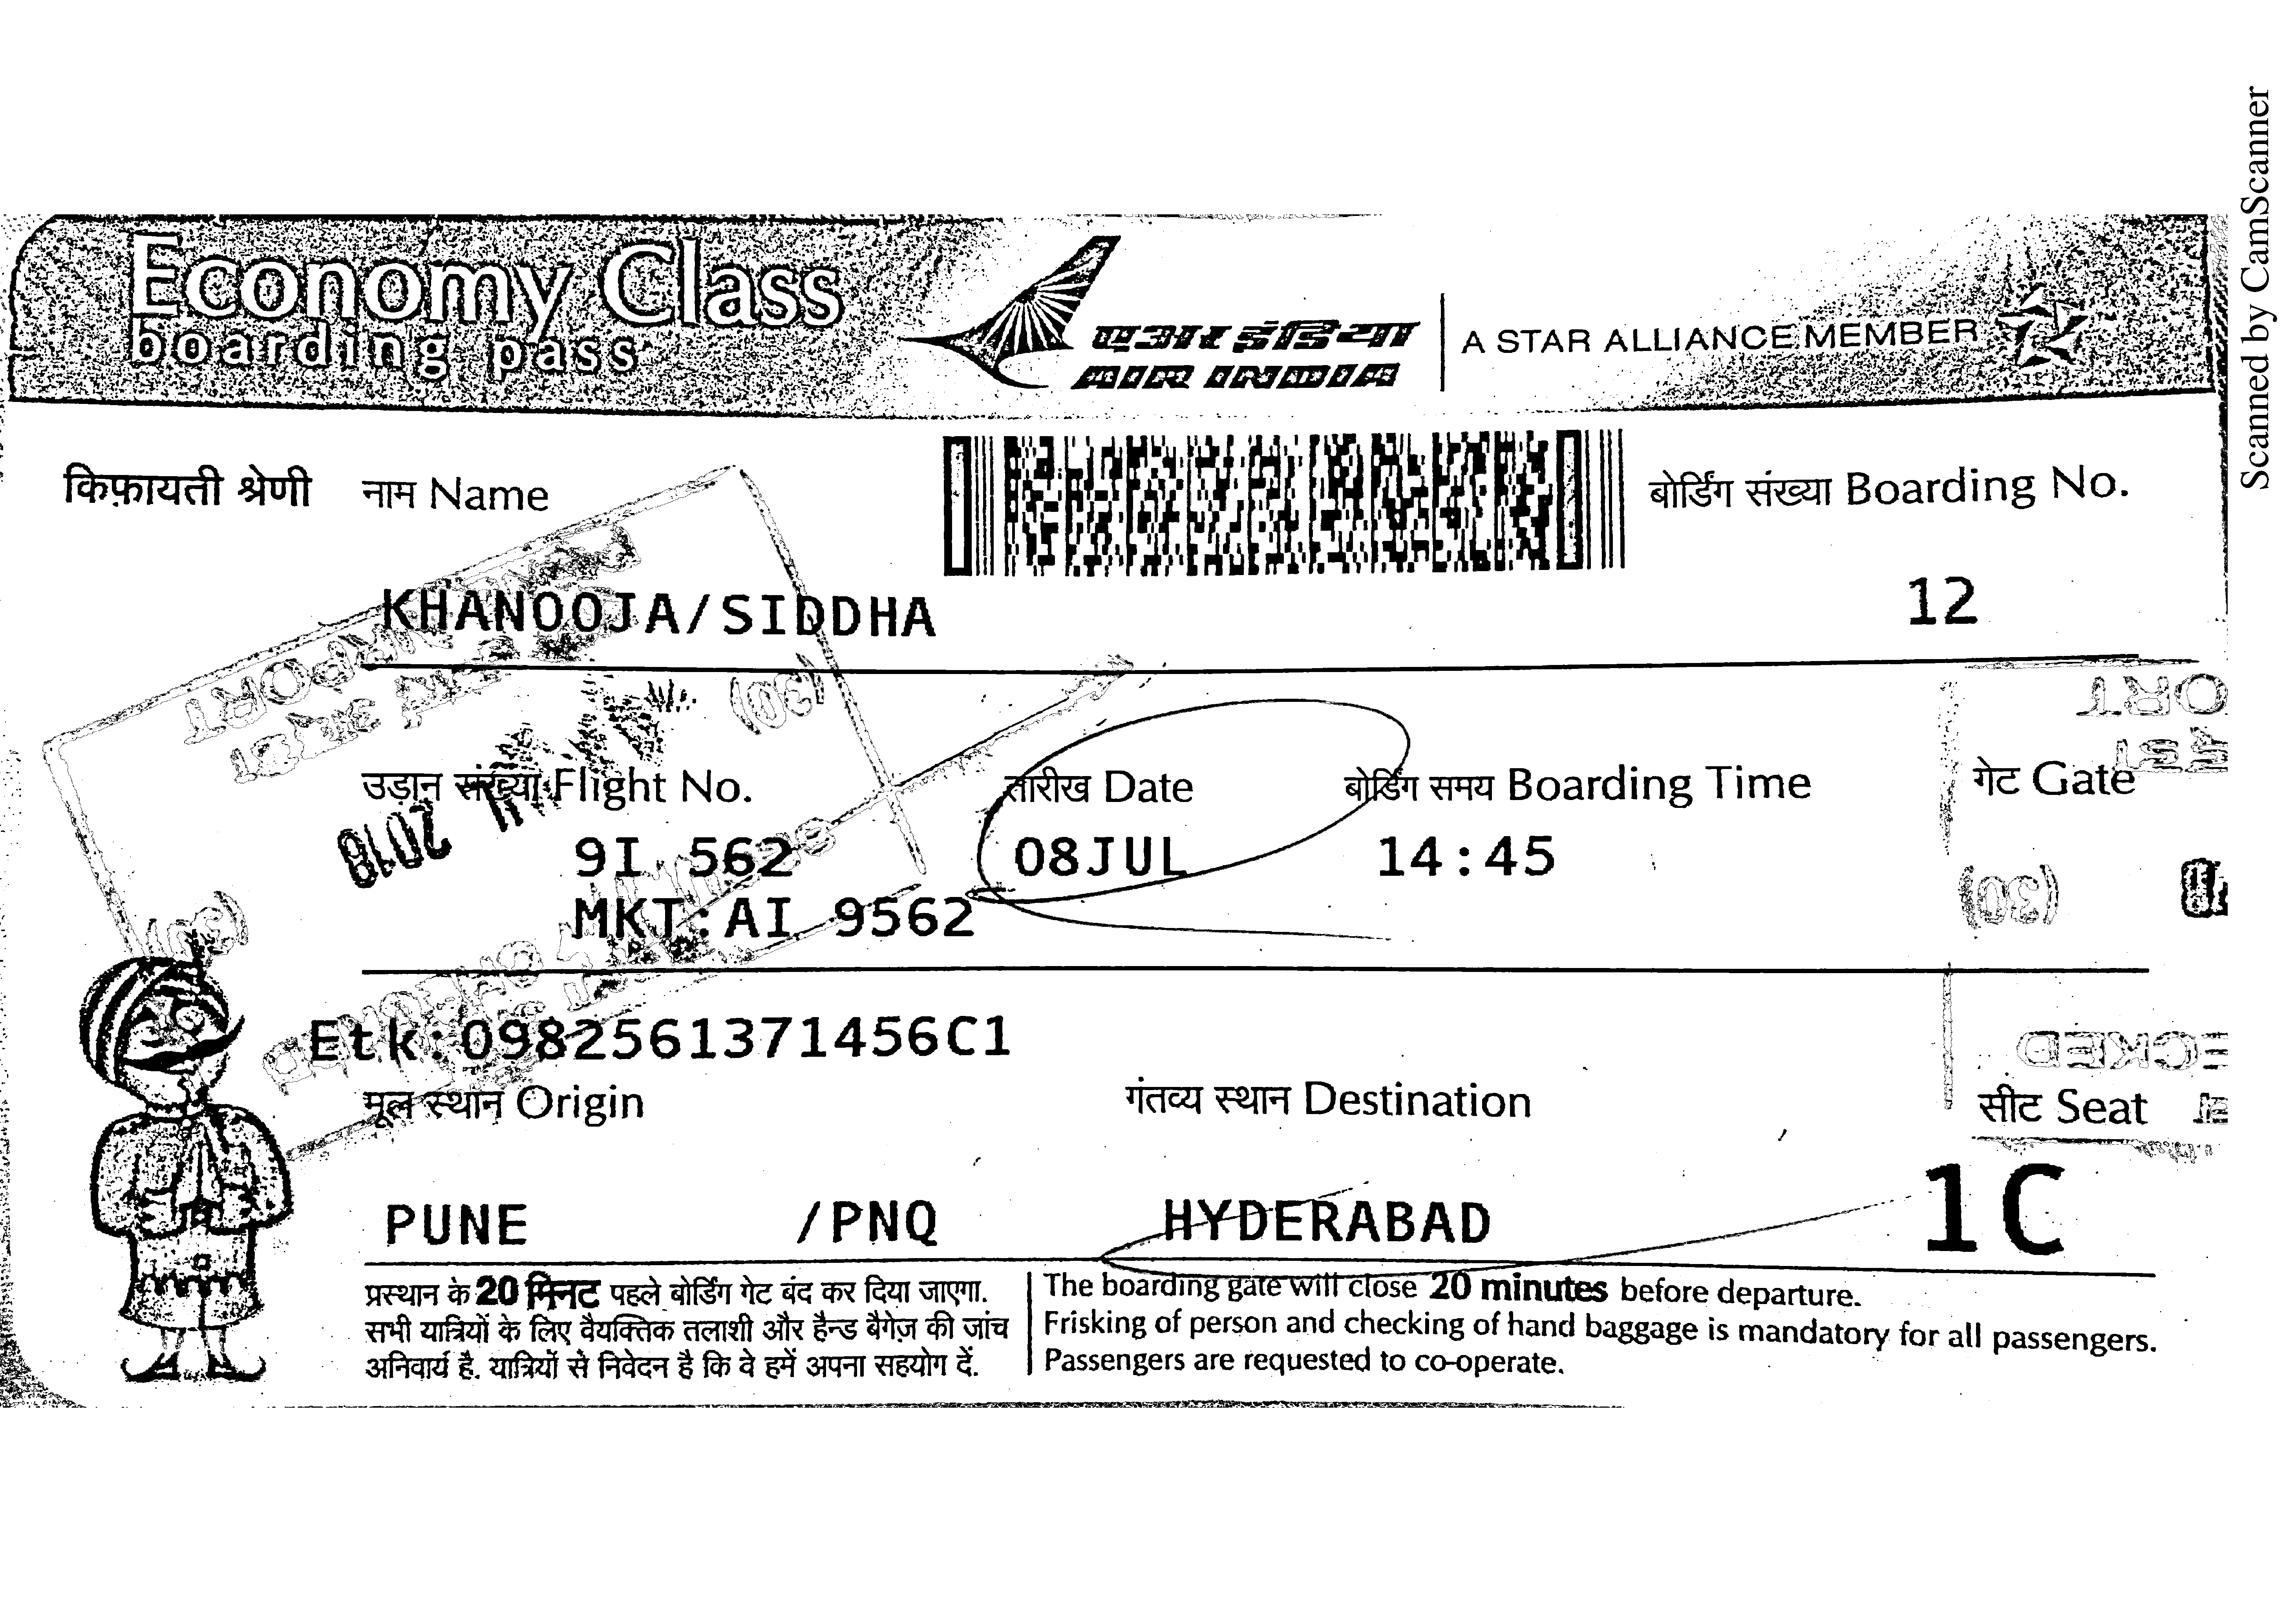 Economy Class
boarding pass
एअर इंडिया
AIR INDIA
A STAR ALLIANCE MEMBER
किफ़ायती श्रेणी
नाम Name
बोर्डिंग संख्या Boarding No.
KHANOOJA/SIDDHA
12
(30)
उड़ान संख्या Flight No.
तारीख Date
बोर्डिंग समय Boarding Time
गेट Gate
2018
9I 562
08JUL
14:45
(30)
MKT:AI 9562
Etk:0982561371456C1
मूल स्थान Origin
गंतव्य स्थान Destination
सीट Seat
PUNE /PNQ
HYDERABAD
1C
प्रस्थान के 20 मिनट पहले बोर्डिंग गेट बंद कर दिया जाएगा.
सभी यात्रियों के लिए वैयक्तिक तलाशी और हैन्ड बैगेज़ की जांच
अनिवार्य है. यात्रियों से निवेदन है कि वे हमें अपना सहयोग दें.
The boarding gate will close 20 minutes before departure.
Frisking of person and checking of hand baggage is mandatory for all passengers.
Passengers are requested to co-operate.
Scanned by CamScanner